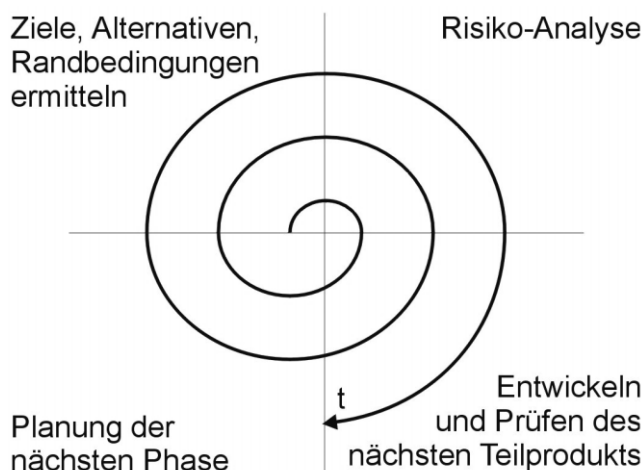 Ziele, Alternativen,
Randbedingungen
ermitteln
Risiko-Analyse
t
Planung der
nächsten Phase
Entwickeln
und Prüfen des
nächsten Teilprodukts